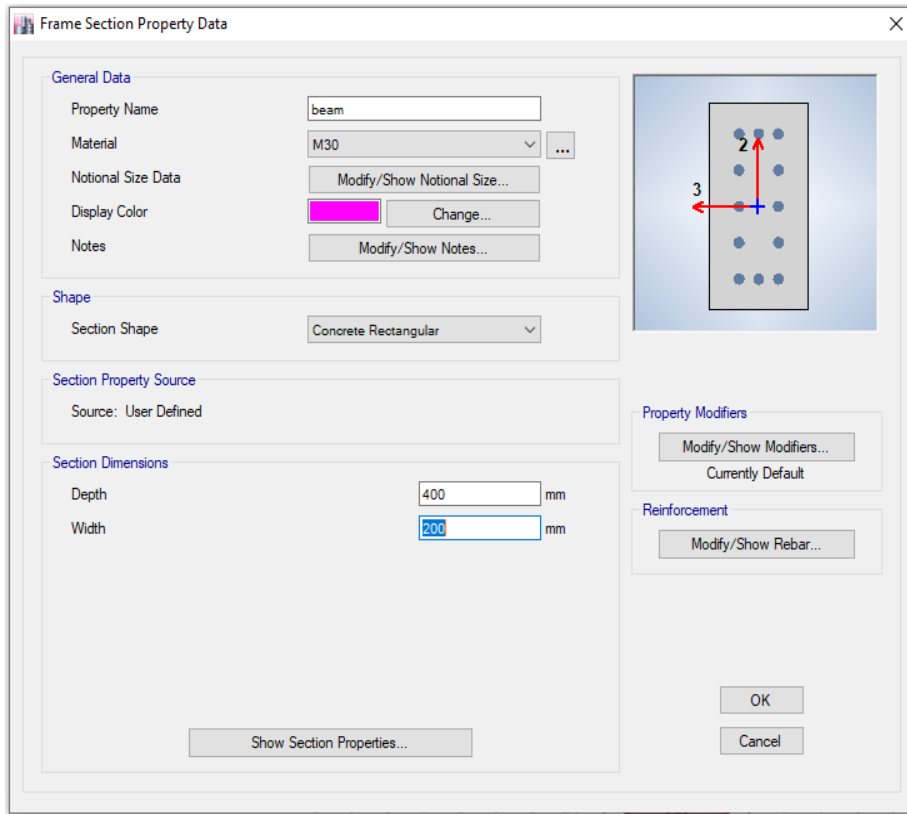 Frame Section Property Data
General Data
Property Name beam
Material M30 ...
Notional Size Data Modify/Show Notional Size...
Display Color Change...
Notes Modify/Show Notes...
Shape
Section Shape Concrete Rectangular
Section Property Source
Source: User Defined
Section Dimensions
Depth 400 mm
Width 200 mm
Show Section Properties...
2
3
Property Modifiers
Modify/Show Modifiers...
Currently Default
Reinforcement
Modify/Show Rebar...
OK
Cancel